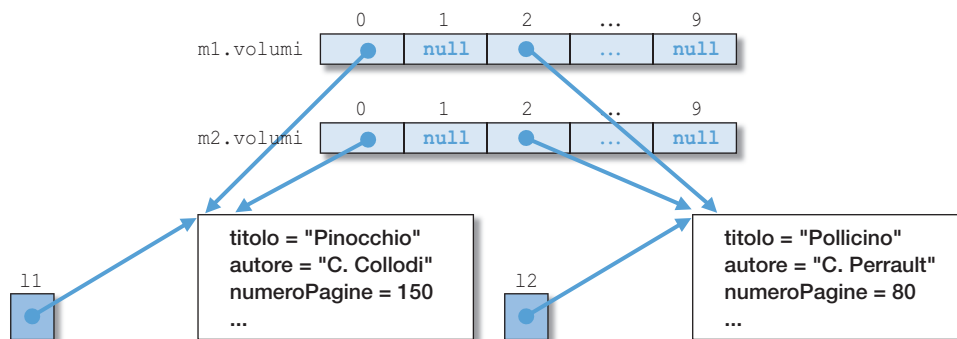 0 1 2 ... 9
m1.volumi null ... null
0 1 2 .. 9
m2.volumi null ... null
l1
titolo = "Pinocchio"
autore = "C. Collodi"
numeroPagine = 150
...
l2
titolo = "Pollicino"
autore = "C. Perrault"
numeroPagine = 80
...